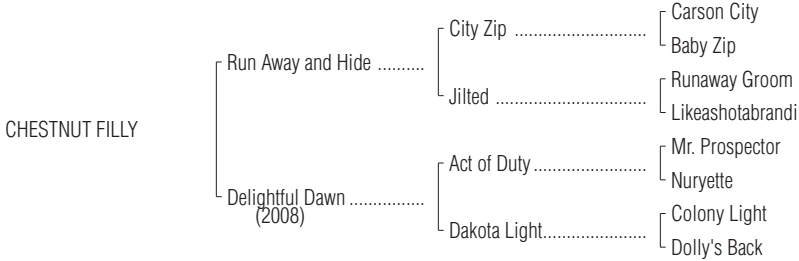 Carson City
City Zip ..............................
Baby Zip
Run Away and Hide ..........
Runaway Groom
Jilted ..................................
Likeashotabrandi
CHESTNUT FILLY
Mr. Prospector
Act of Duty .........................
Nuryette
Delightful Dawn ................
(2008)
Colony Light
Dakota Light.......................
Dolly's Back